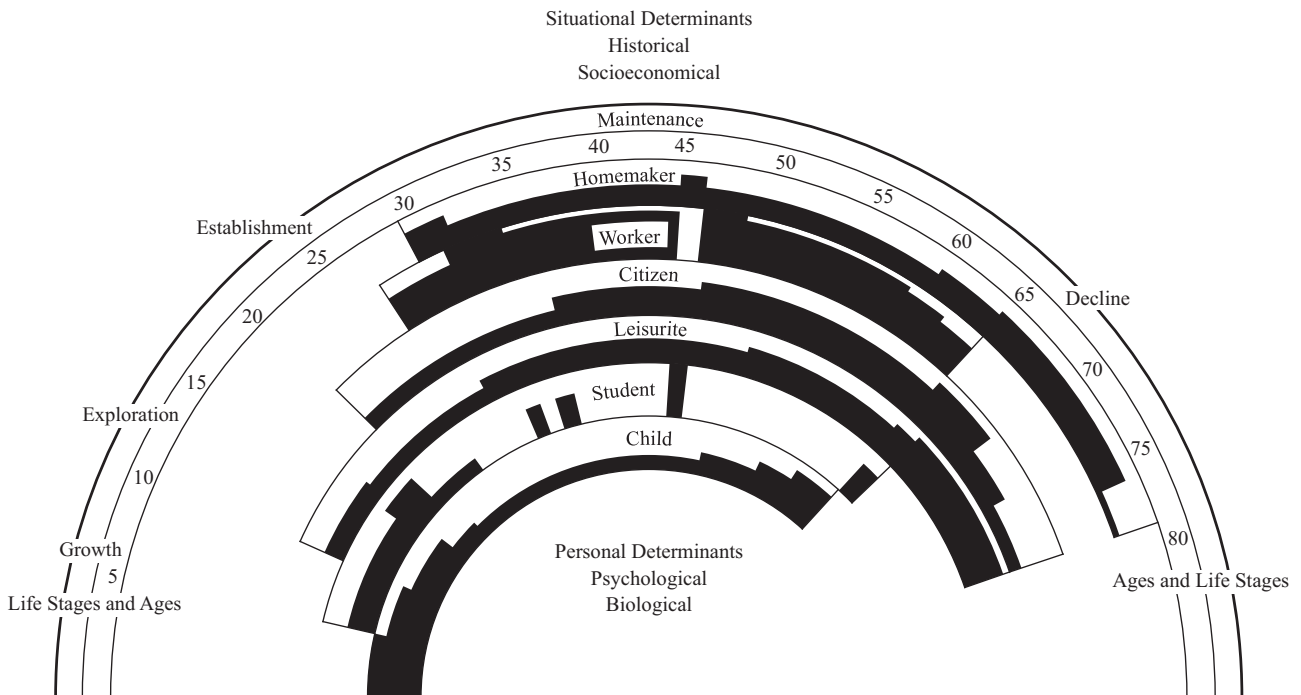 Situational Determinants
Historical
Socioeconomical
Maintenance
40
45
35
50
Homemaker
30
55
Establishment
25
Worker
60
Citizen
65
Decline
20
Leisurite
70
15
Student
Exploration
Child
75
10
80
Growth
5
Personal Determinants
Psychological
Biological
Life Stages and Ages
Ages and Life Stages